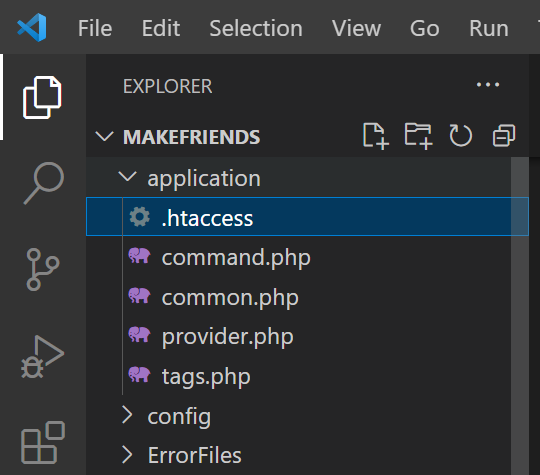 File Edit Selection View Go Run
EXPLORER
MAKEFRIENDS
application
.htaccess
command.php
common.php
provider.php
tags.php
config
ErrorFiles